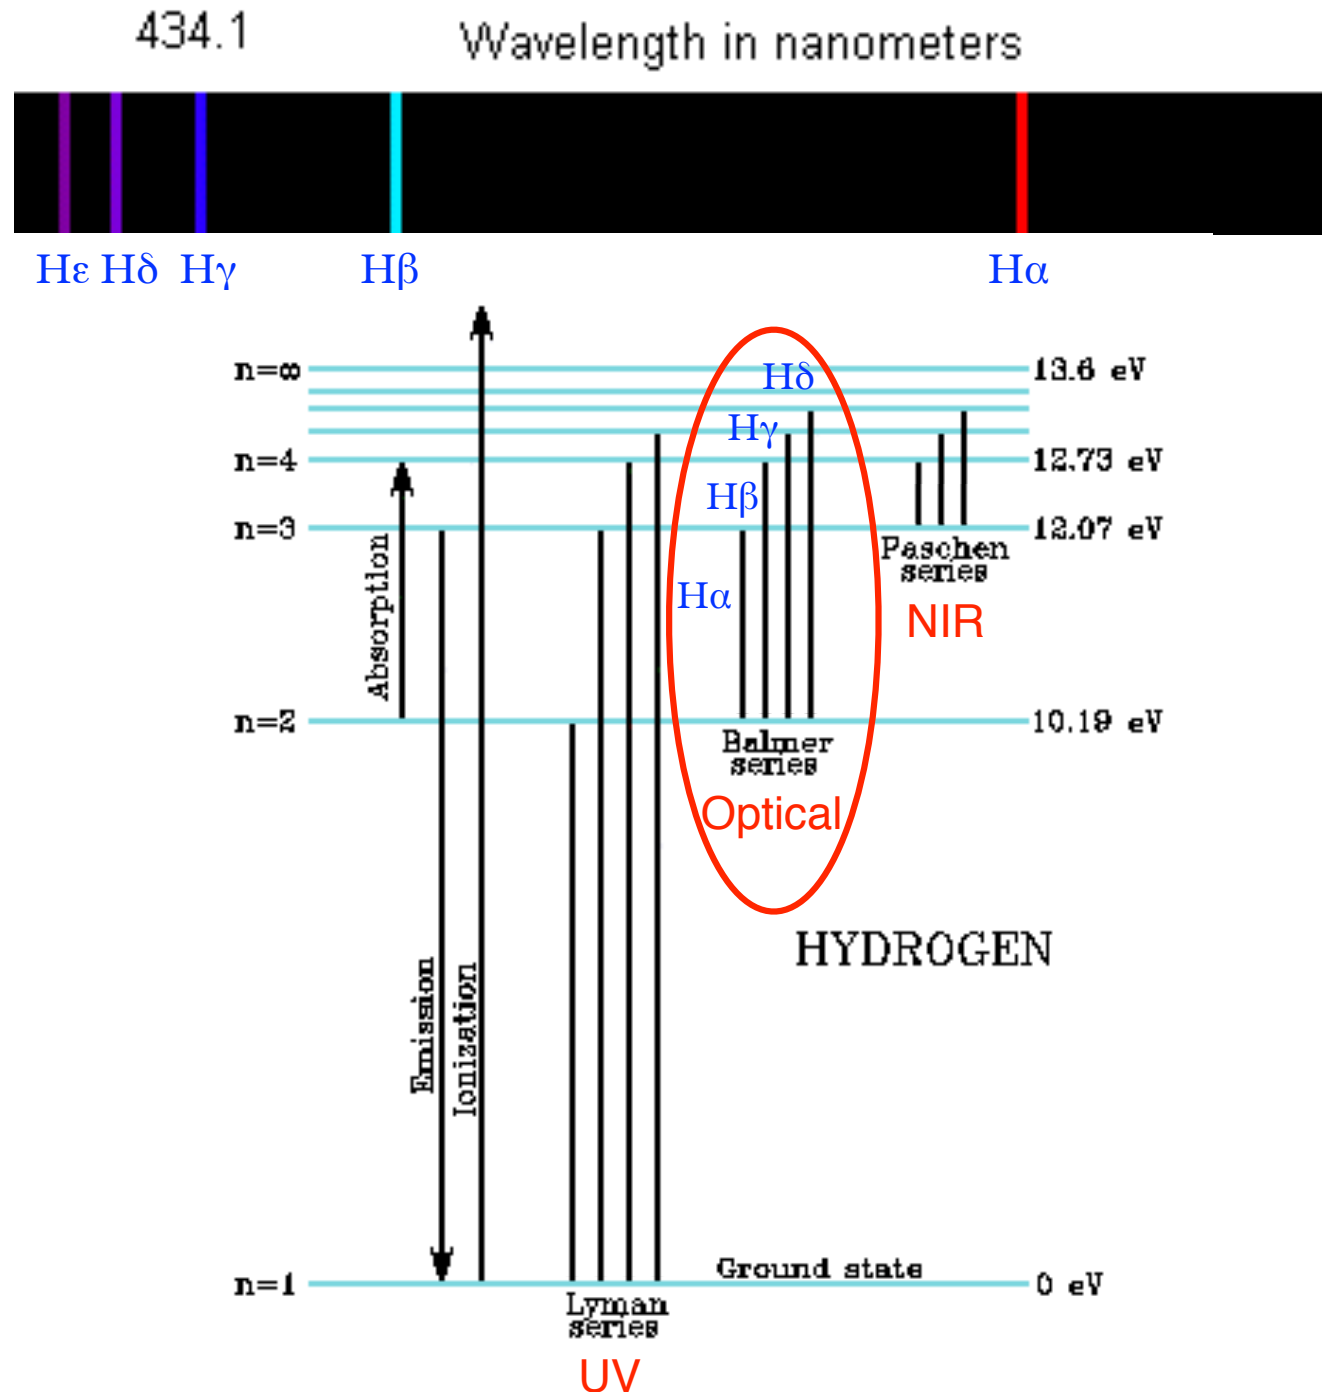 434.1 Wavelength in nanometers
Hε Hδ Hγ Hβ Hα
n=∞ 13.6 eV
Hδ
Hγ
n=4 12.73 eV
Hβ
n=3 12.07 eV
Paschen
series
NIR
Absorption
Hα
n=2 10.19 eV
Balmer
series
Optical
HYDROGEN
Emission
Ionization
Ground state
n=1 0 eV
Lyman
series
UV